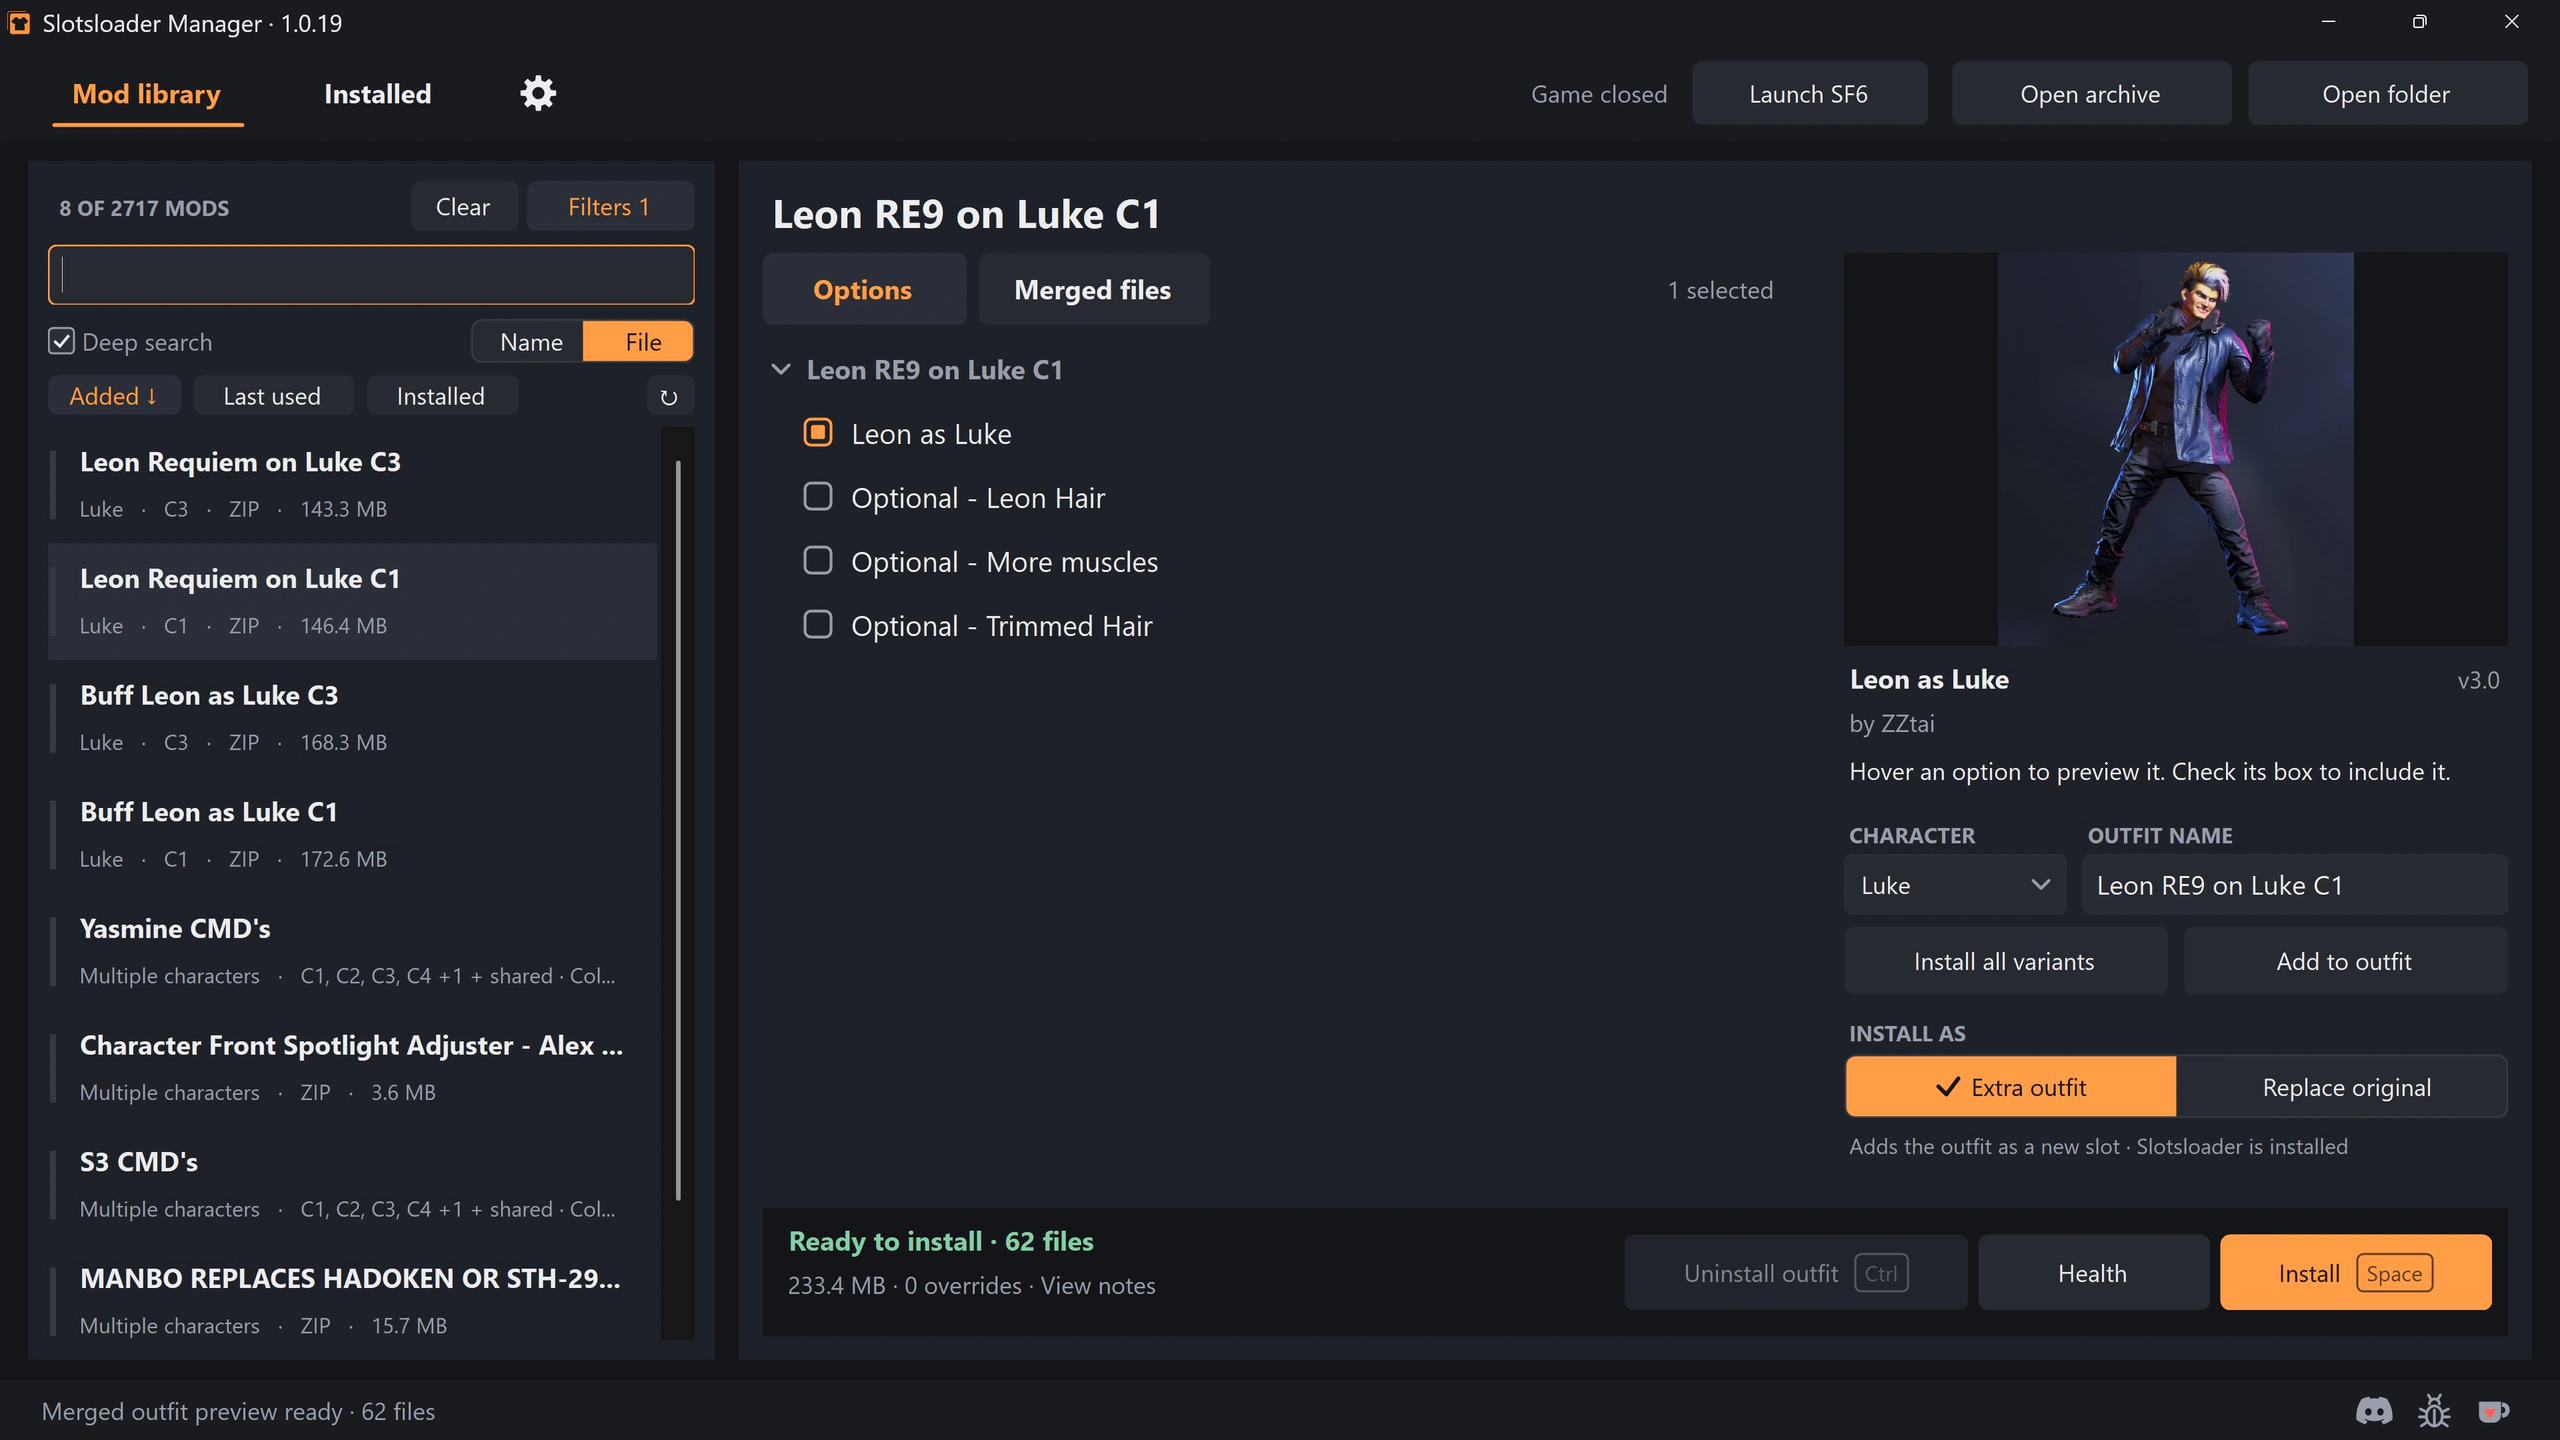 Slotsloader Manager · 1.0.19
Mod library
Installed
Game closed
Launch SF6
Open archive
Open folder
8 OF 2717 MODS
Clear
Filters 1
Deep search
Name
File
Added ↓
Last used
Installed
Leon Requiem on Luke C3
Luke · C3 · ZIP · 143.3 MB
Leon Requiem on Luke C1
Luke · C1 · ZIP · 146.4 MB
Buff Leon as Luke C3
Luke · C3 · ZIP · 168.3 MB
Buff Leon as Luke C1
Luke · C1 · ZIP · 172.6 MB
Yasmine CMD's
Multiple characters · C1, C2, C3, C4 +1 + shared · Col...
Character Front Spotlight Adjuster - Alex ...
Multiple characters · ZIP · 3.6 MB
S3 CMD's
Multiple characters · C1, C2, C3, C4 +1 + shared · Col...
MANBO REPLACES HADOKEN OR STH-29...
Multiple characters · ZIP · 15.7 MB
Leon RE9 on Luke C1
Options
Merged files
1 selected
Leon RE9 on Luke C1
Leon as Luke
Optional - Leon Hair
Optional - More muscles
Optional - Trimmed Hair
Leon as Luke
v3.0
by ZZtai
Hover an option to preview it. Check its box to include it.
CHARACTER
OUTFIT NAME
Luke
Leon RE9 on Luke C1
Install all variants
Add to outfit
INSTALL AS
Extra outfit
Replace original
Adds the outfit as a new slot · Slotsloader is installed
Ready to install · 62 files
233.4 MB · 0 overrides · View notes
Uninstall outfit Ctrl
Health
Install Space
Merged outfit preview ready · 62 files